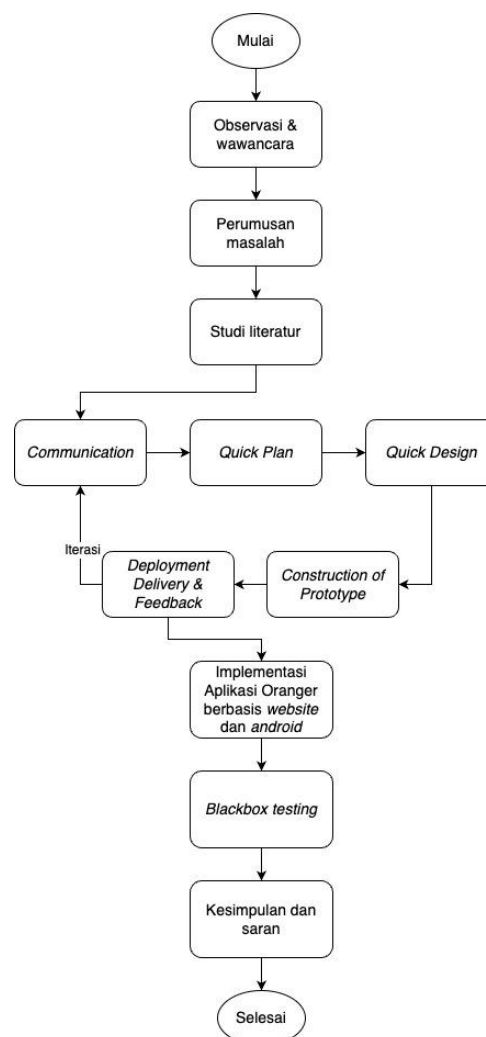 Mulai
Observasi &
wawancara
Perumusan
masalah
Studi literatur
Communication
Quick Plan
Quick Design
Iterasi
Deployment
Delivery &
Feedback
Construction of
Prototype
Implementasi
Aplikasi Oranger
berbasis website
dan android
Blackbox testing
Kesimpulan dan
saran
Selesai